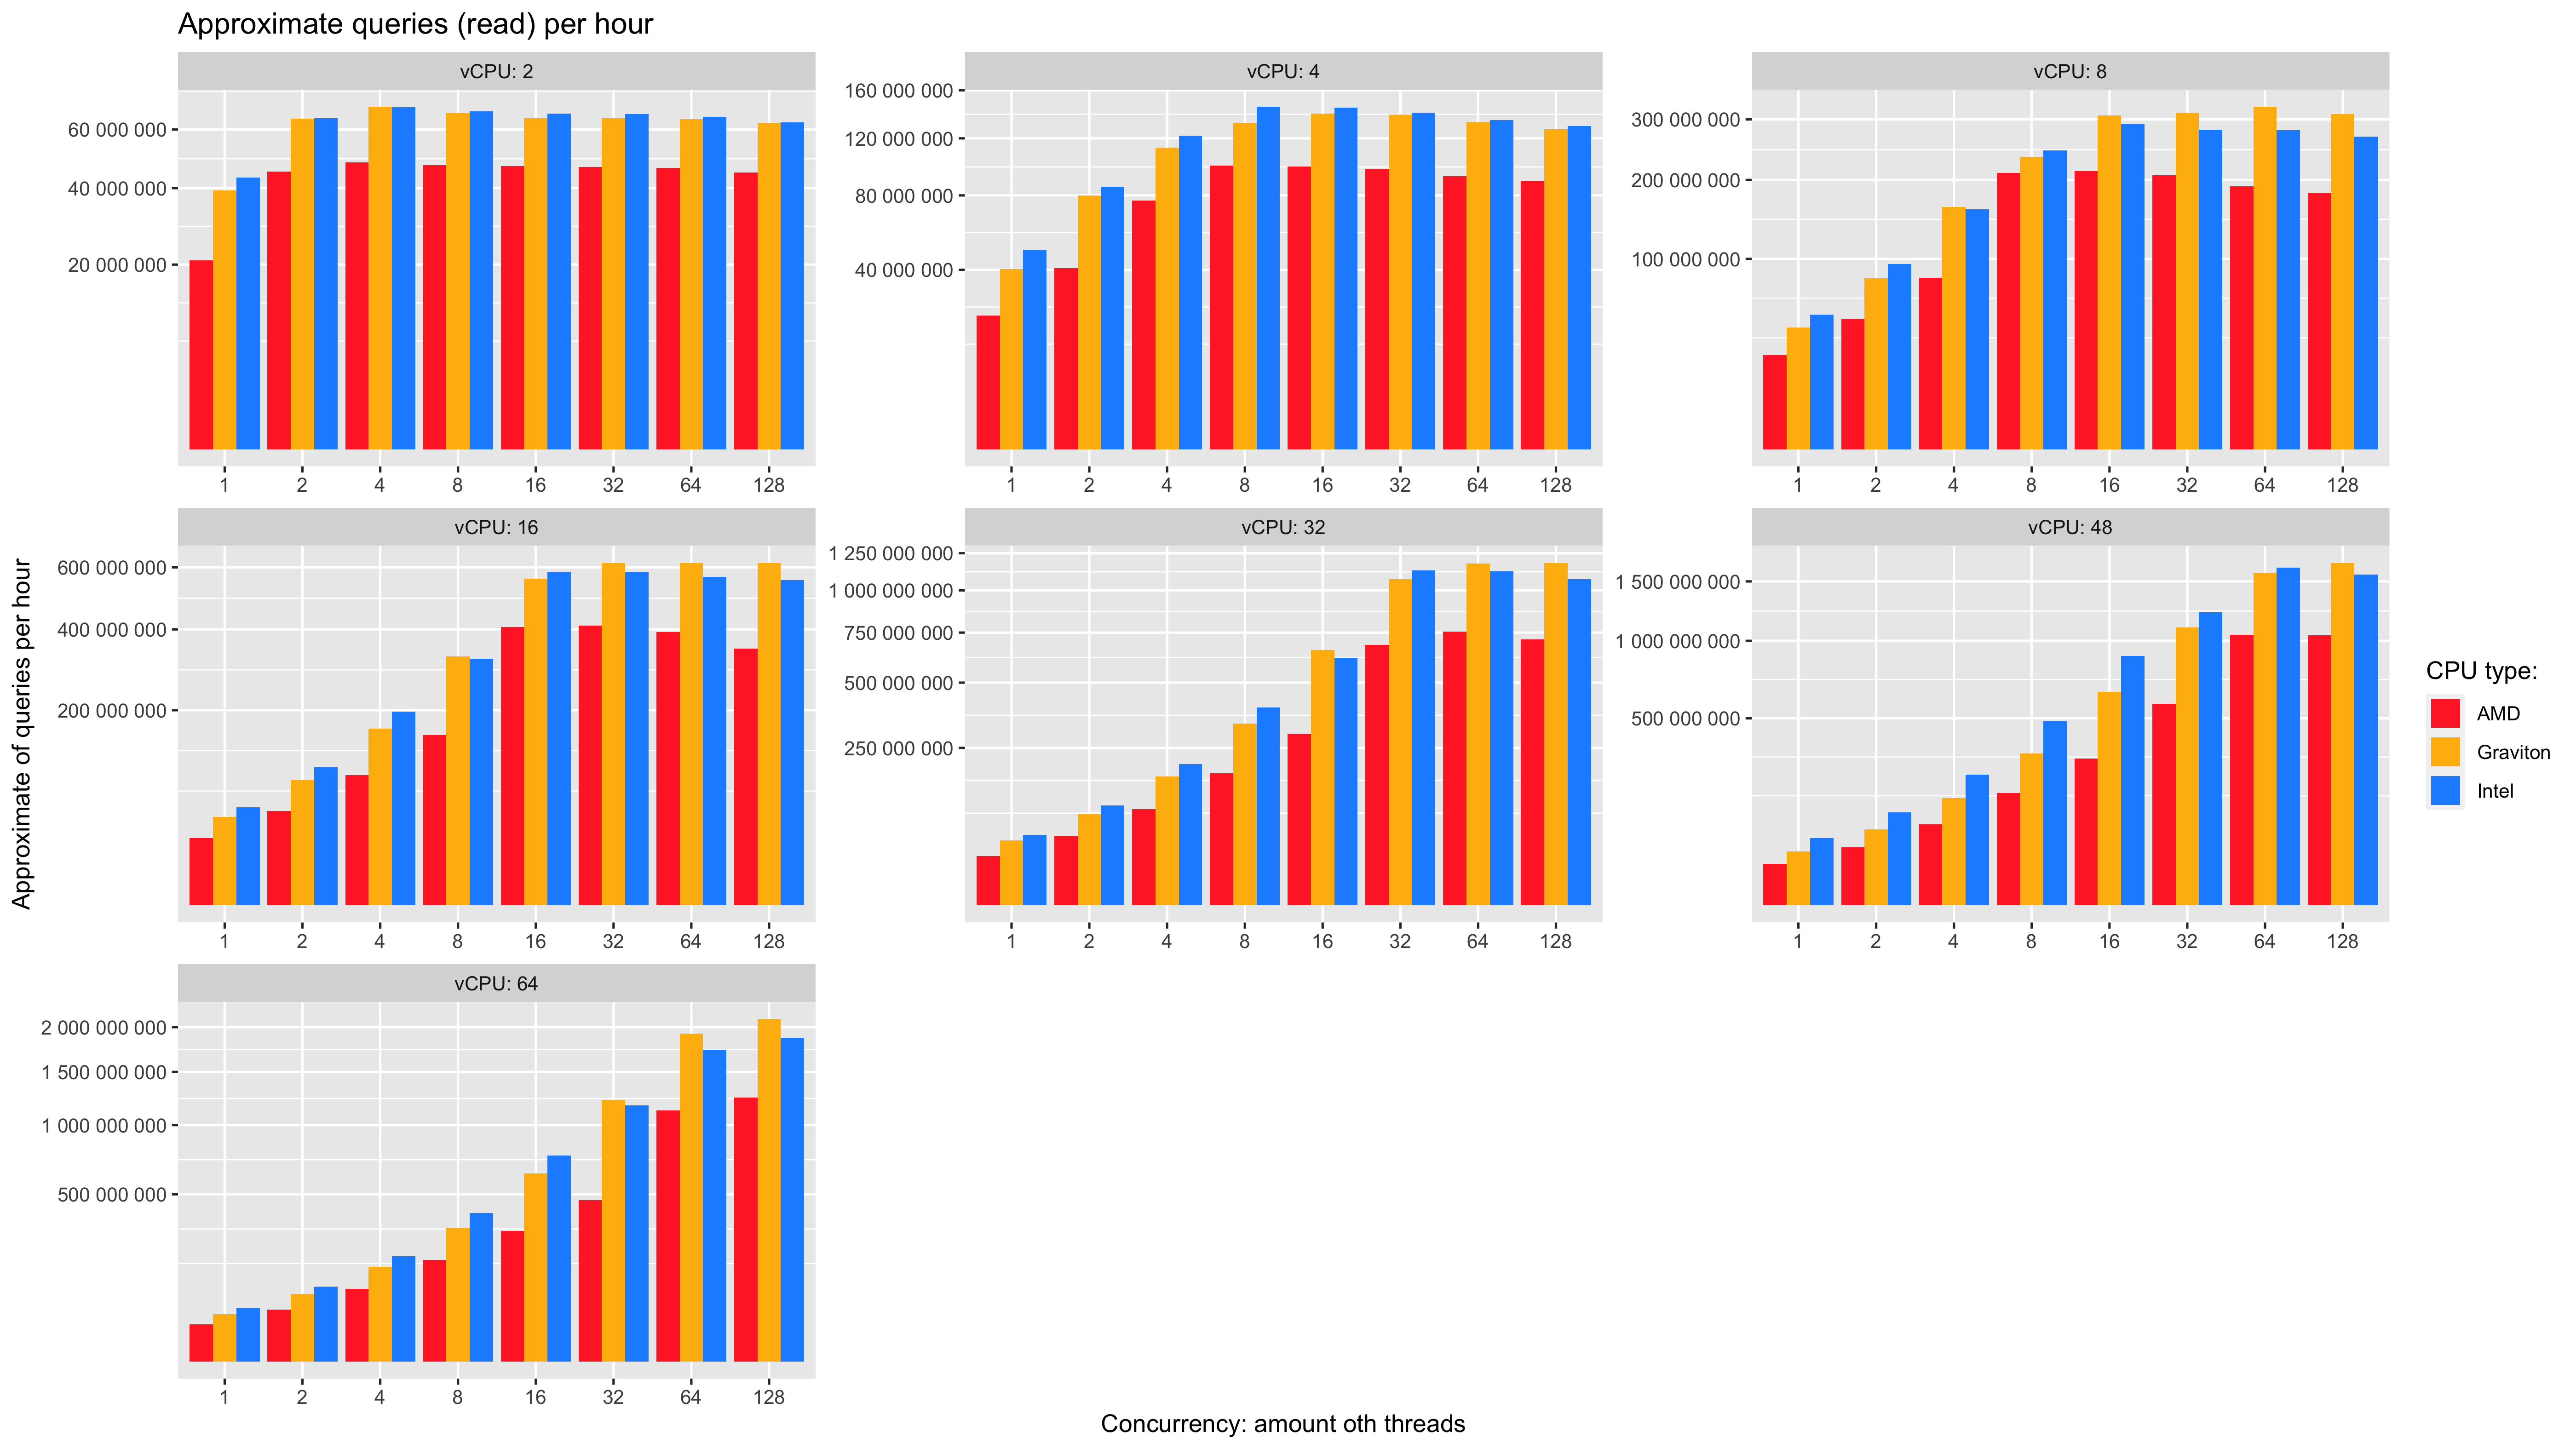 Approximate queries (read) per hour
vCPU: 2
60 000 000
40 000 000
20 000 000
1 2 4 8 16 32 64 128
vCPU: 4
160 000 000
120 000 000
80 000 000
40 000 000
1 2 4 8 16 32 64 128
vCPU: 8
300 000 000
200 000 000
100 000 000
1 2 4 8 16 32 64 128
vCPU: 16
600 000 000
400 000 000
200 000 000
1 2 4 8 16 32 64 128
vCPU: 32
1 250 000 000
1 000 000 000
750 000 000
500 000 000
250 000 000
1 2 4 8 16 32 64 128
vCPU: 48
1 500 000 000
1 000 000 000
500 000 000
1 2 4 8 16 32 64 128
vCPU: 64
2 000 000 000
1 500 000 000
1 000 000 000
500 000 000
1 2 4 8 16 32 64 128
Approximate of queries per hour
Concurrency: amount oth threads
CPU type:
AMD
Graviton
Intel